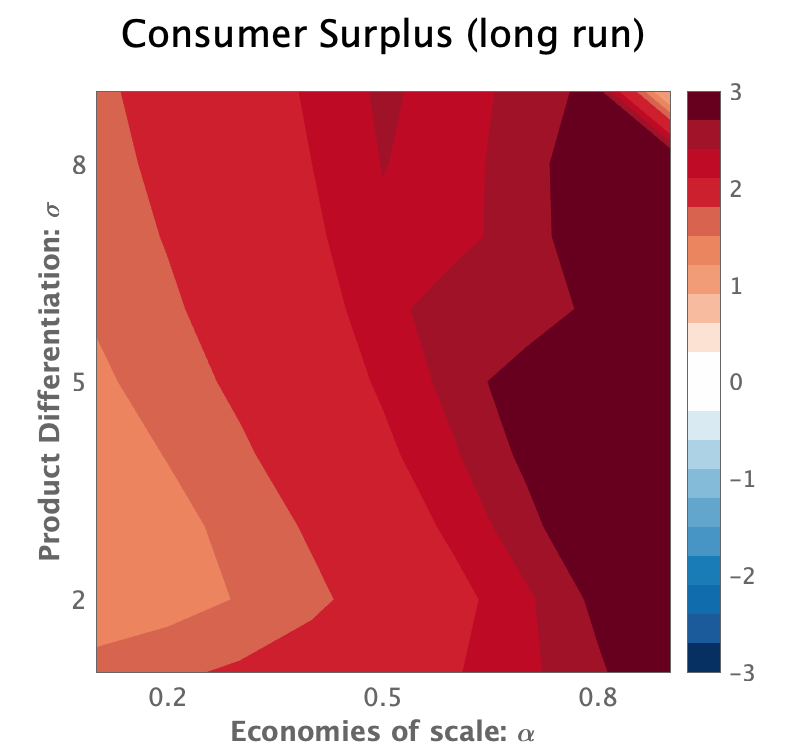 Consumer Surplus (long run)
Product Differentiation: σ
8
5
2
0.2 0.5 0.8
Economies of scale: α
3
2
1
0
−1
−2
−3